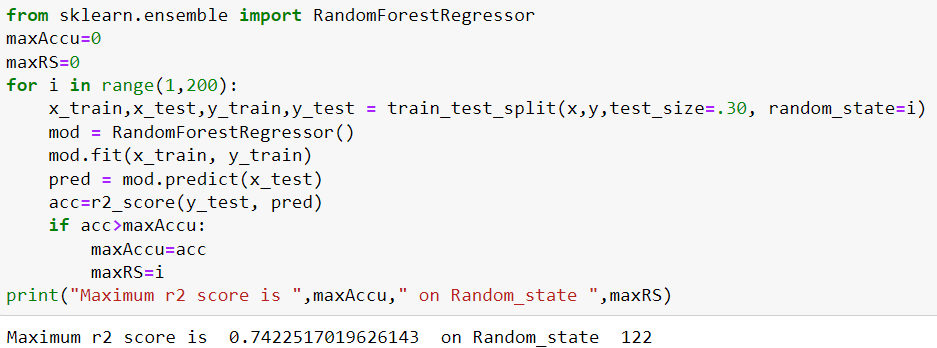 from sklearn.ensemble import RandomForestRegressor
maxAccu=0
maxRS=0
for i in range(1,200):
    x_train,x_test,y_train,y_test = train_test_split(x,y,test_size=.30, random_state=i)
    mod = RandomForestRegressor()
    mod.fit(x_train, y_train)
    pred = mod.predict(x_test)
    acc=r2_score(y_test, pred)
    if acc>maxAccu:
        maxAccu=acc
        maxRS=i
print("Maximum r2 score is ",maxAccu," on Random_state ",maxRS)
Maximum r2 score is  0.7422517019626143  on Random_state  122